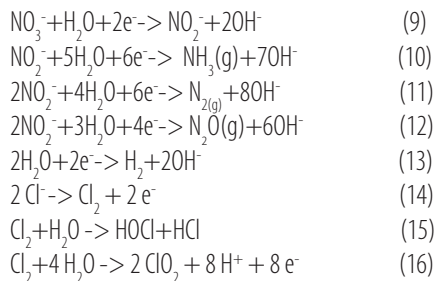 NO₃⁻+H₂O+2e⁻-> NO₂⁻+2OH⁻ (9)
NO₂⁻+5H₂O+6e⁻-> NH₃(g)+7OH⁻ (10)
2NO₂⁻+4H₂O+6e⁻-> N₂₍g₎+8OH⁻ (11)
2NO₂⁻+3H₂O+4e⁻-> N₂O(g)+6OH⁻ (12)
2H₂O+2e⁻-> H₂+2OH⁻ (13)
2 Cl⁻-> Cl₂ + 2 e⁻ (14)
Cl₂+H₂O -> HOCl+HCl (15)
Cl₂+4 H₂O -> 2 ClO₂ + 8 H⁺ + 8 e⁻ (16)